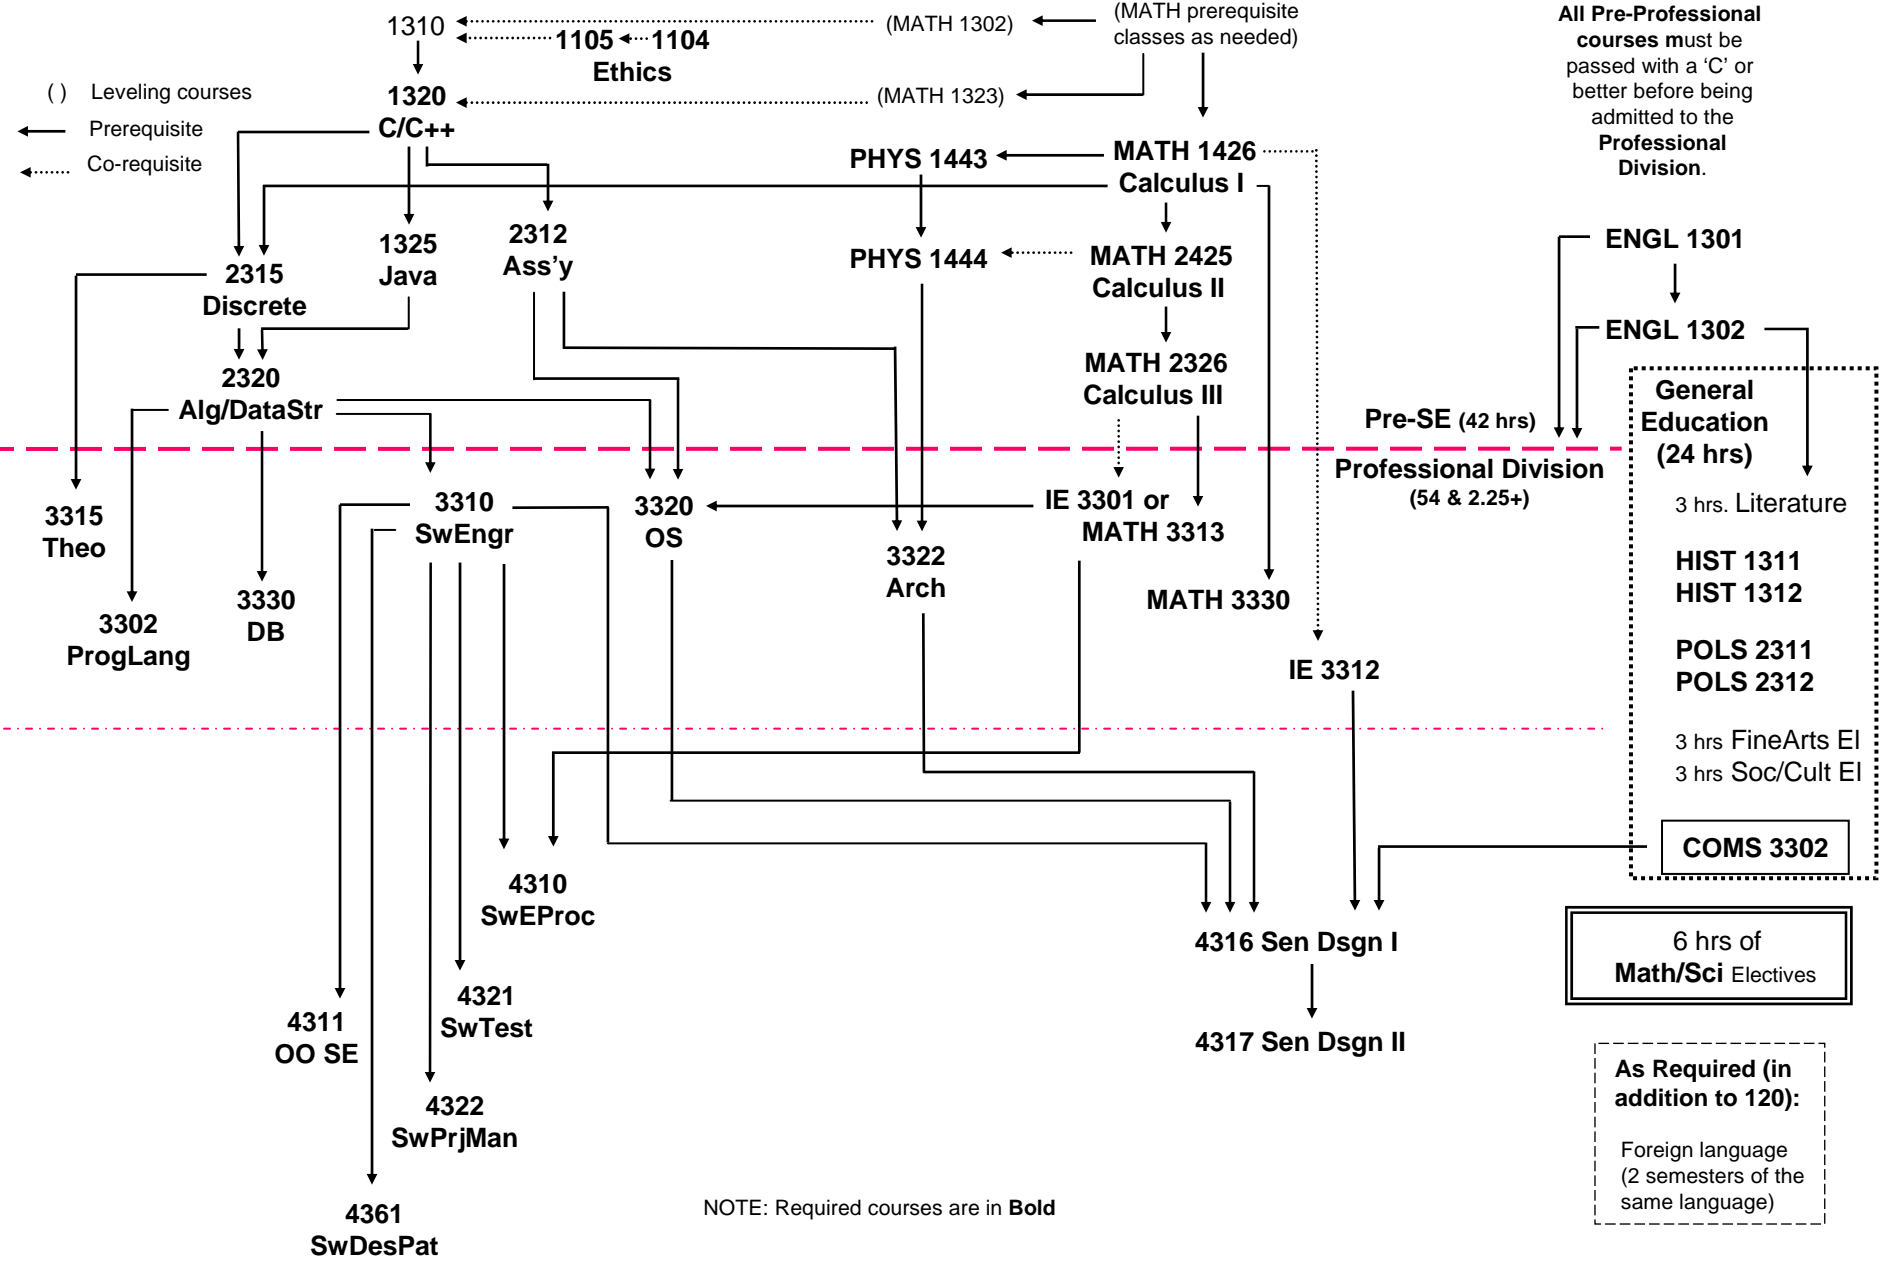 1310
(MATH 1302)
(MATH prerequisite
classes as needed)
1105
1104
Ethics
All Pre-Professional
courses must be
passed with a ‘C’ or
better before being
admitted to the
Professional
Division.
( ) Leveling courses
Prerequisite
Co-requisite
1320
C/C++
(MATH 1323)
PHYS 1443
MATH 1426
Calculus I
2315
Discrete
1325
Java
2312
Ass’y
PHYS 1444
MATH 2425
Calculus II
ENGL 1301
ENGL 1302
2320
Alg/DataStr
MATH 2326
Calculus III
Pre-SE (42 hrs)
Professional Division
(54 & 2.25+)
General
Education
(24 hrs)
3 hrs. Literature
HIST 1311
HIST 1312
POLS 2311
POLS 2312
3 hrs FineArts El
3 hrs Soc/Cult El
COMS 3302
3315
Theo
3302
ProgLang
3330
DB
3310
SwEngr
3320
OS
3322
Arch
IE 3301 or
MATH 3313
MATH 3330
IE 3312
4310
SwEProc
4311
OO SE
4321
SwTest
4322
SwPrjMan
4361
SwDesPat
4316 Sen Dsgn I
4317 Sen Dsgn II
6 hrs of
Math/Sci Electives
As Required (in
addition to 120):
Foreign language
(2 semesters of the
same language)
NOTE: Required courses are in Bold